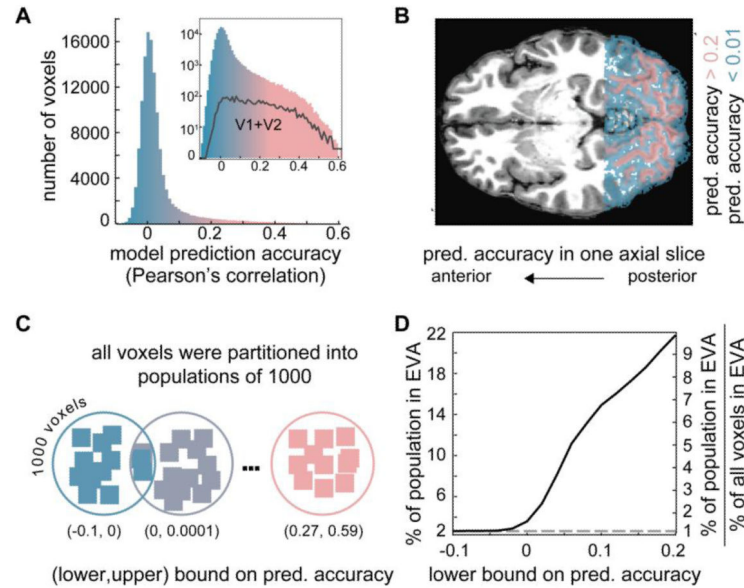 A
number of voxels
16000
12000
8000
4000
0
0 0.2 0.4 0.6
model prediction accuracy
(Pearson's correlation)
10⁴
10³
10²
10¹
10⁰
V1+V2
0 0.2 0.4 0.6
B
pred. accuracy > 0.2
pred. accuracy < 0.01
pred. accuracy in one axial slice
anterior posterior
C
all voxels were partitioned into
populations of 1000
1000 voxels
...
(-0.1, 0) (0, 0.0001) (0.27, 0.59)
(lower,upper) bound on pred. accuracy
D
% of population in EVA
22
18
14
10
6
2
-0.1 0 0.1 0.2
lower bound on pred. accuracy
9
8
7
6
5
4
3
2
1
% of population in EVA
% of all voxels in EVA